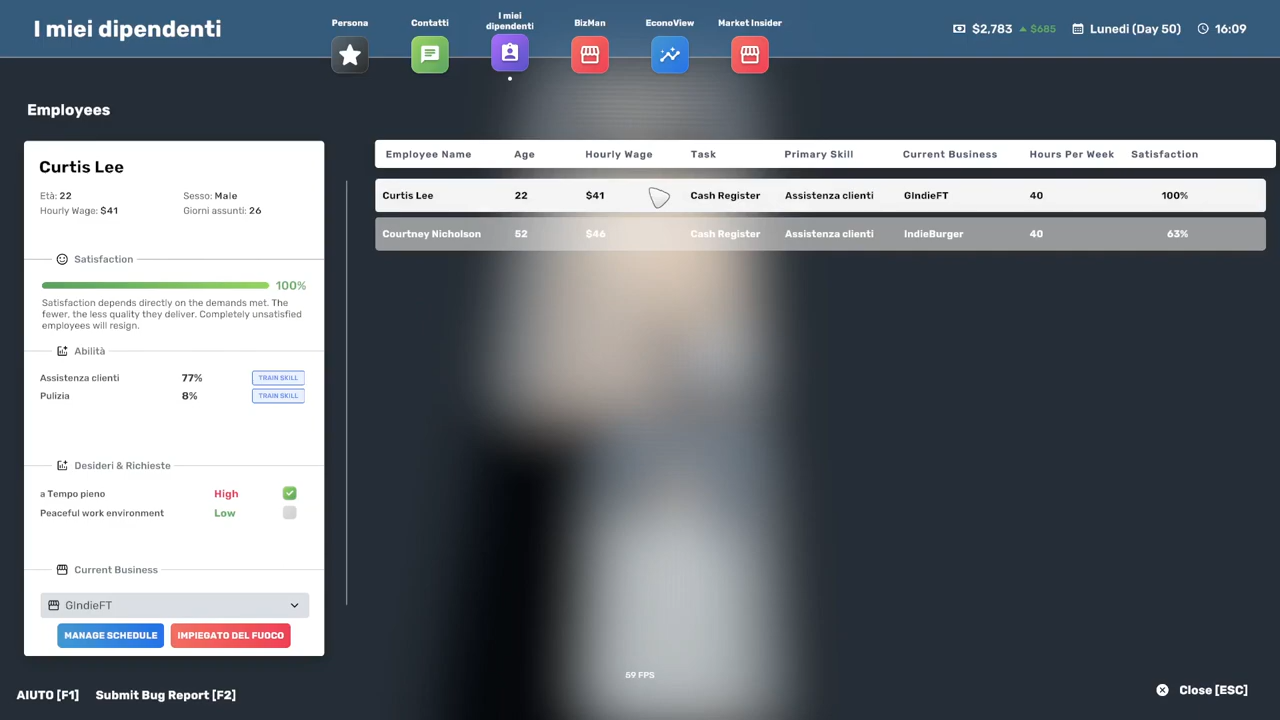 I miei dipendenti
Persona
Contatti
I miei
dipendenti
BizMan
EconoView
Market Insider
$2,783 $685
Lunedi (Day 50)
16:09
Employees
Curtis Lee
Età: 22
Sesso: Male
Hourly Wage: $41
Giorni assunti: 26
Satisfaction
100%
Satisfaction depends directly on the demands met. The
fewer, the less quality they deliver. Completely unsatisfied
employees will resign.
Abilità
Assistenza clienti 77% TRAIN SKILL
Pulizia 8% TRAIN SKILL
Desideri & Richieste
a Tempo pieno High
Peaceful work environment Low
Current Business
GIndieFT
MANAGE SCHEDULE
IMPIEGATO DEL FUOCO
Employee Name Age Hourly Wage Task Primary Skill Current Business Hours Per Week Satisfaction
Curtis Lee 22 $41 Cash Register Assistenza clienti GIndieFT 40 100%
Courtney Nicholson 52 $46 Cash Register Assistenza clienti IndieBurger 40 63%
59 FPS
AIUTO [F1]
Submit Bug Report [F2]
Close [ESC]